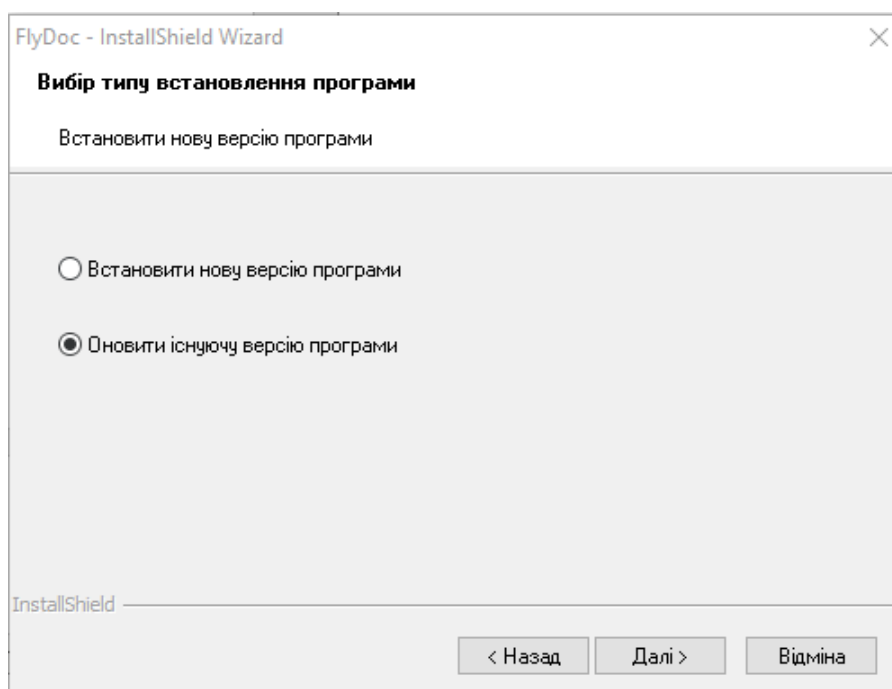 FlyDoc - InstallShield Wizard
Вибір типу встановлення програми
Встановити нову версію програми
Встановити нову версію програми
Оновити існуючу версію програми
InstallShield
< Назад
Далі >
Відміна